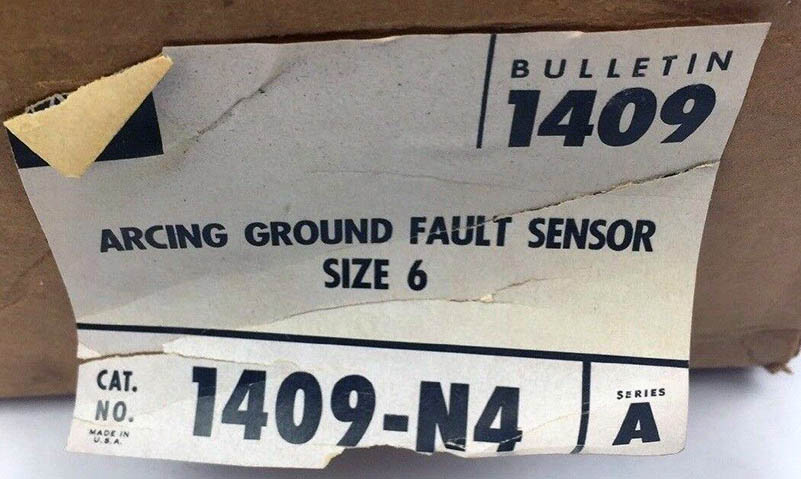 BULLETIN
1409
ARCING GROUND FAULT SENSOR
SIZE 6
CAT.
NO.
MADE IN
U.S.A.
1409-N4
SERIES
A